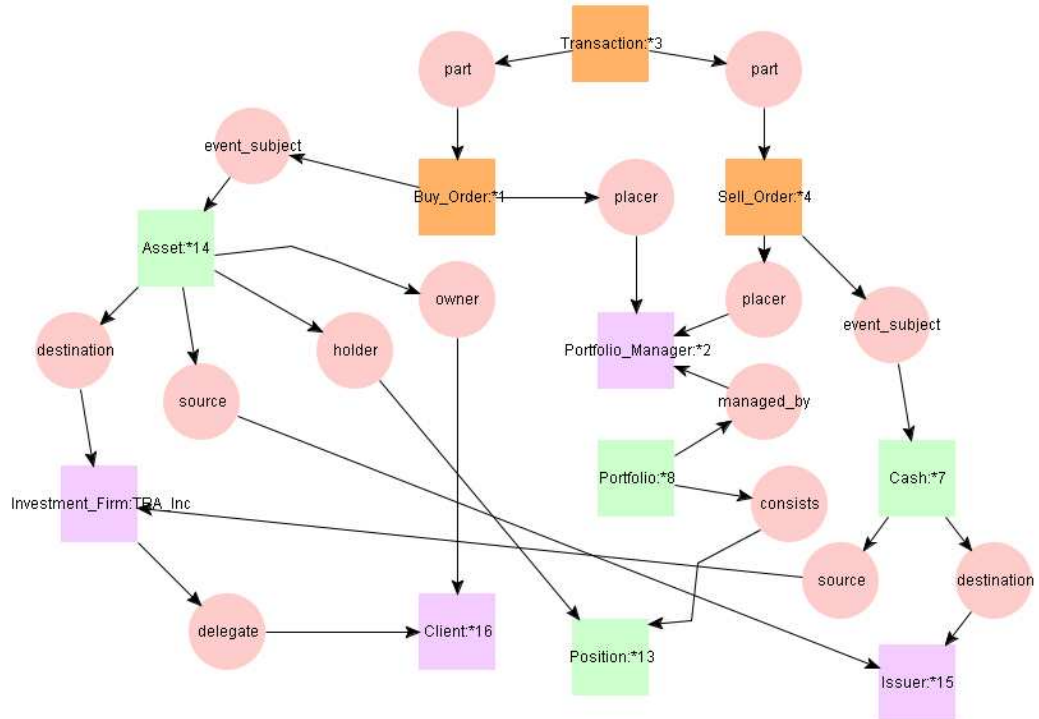 Transaction:*3
part
part
event_subject
Buy_Order:*1
placer
Sell_Order:*4
Asset:*14
owner
placer
event_subject
destination
holder
Portfolio_Manager:*2
source
managed_by
Portfolio:*8
Cash:*7
Investment_Firm:TRA_Inc
consists
source
destination
delegate
Client:*16
Position:*13
Issuer:*15